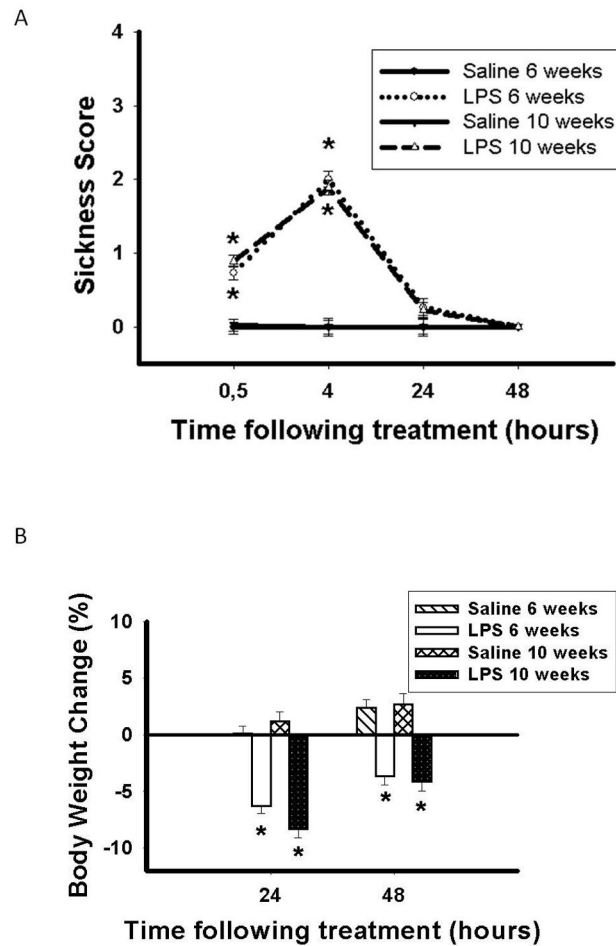 A
4
3
2
1
0
Sickness Score
Saline 6 weeks
LPS 6 weeks
Saline 10 weeks
LPS 10 weeks
*
*
*
*
0,5 4 24 48
Time following treatment (hours)
B
10
5
0
-5
-10
Body Weight Change (%)
Saline 6 weeks
LPS 6 weeks
Saline 10 weeks
LPS 10 weeks
*
*
*
*
24 48
Time following treatment (hours)